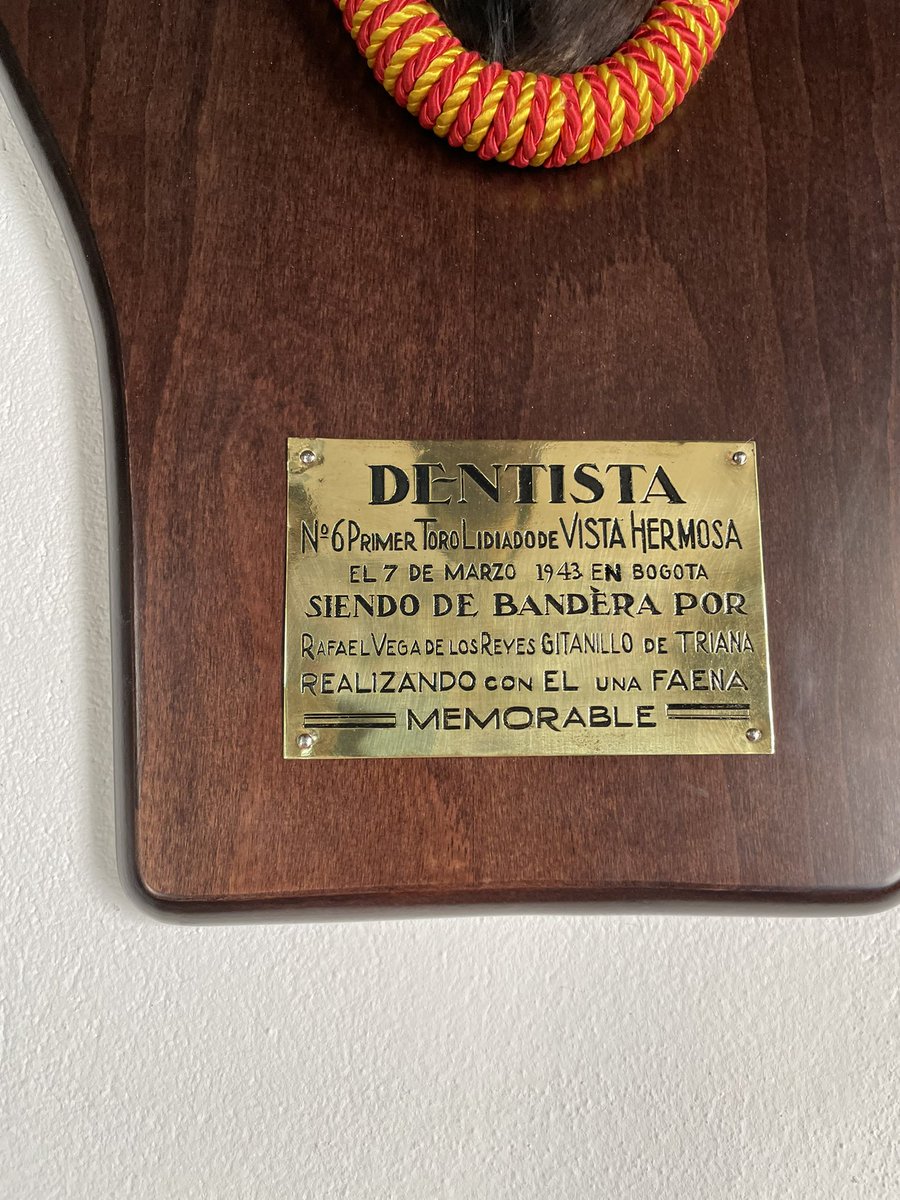 DENTISTA
Nº6 PRIMER TORO LIDIADO DE VISTA HERMOSA
EL 7 DE MARZO 1943 EN BOGOTA
SIENDO DE BANDÈRA POR
RAFAEL VEGA DE LOS REYES GITANILLO DE TRIANA
REALIZANDO CON EL UNA FAENA
MEMORABLE